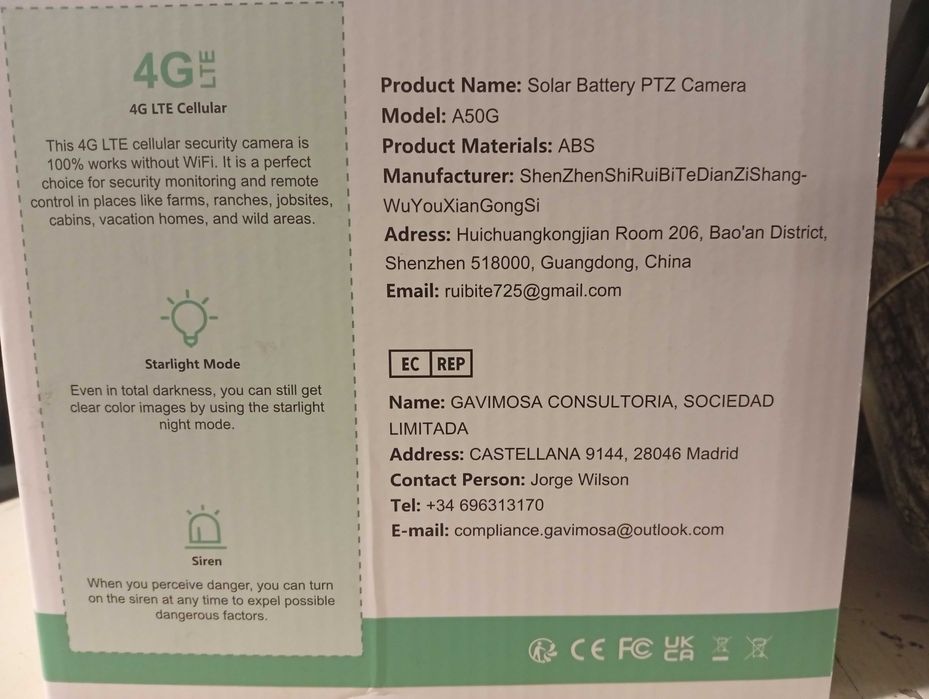 4G LTE
4G LTE Cellular
This 4G LTE cellular security camera is
100% works without WiFi. It is a perfect
choice for security monitoring and remote
control in places like farms, ranches, jobsites,
cabins, vacation homes, and wild areas.
Starlight Mode
Even in total darkness, you can still get
clear color images by using the starlight
night mode.
Siren
When you perceive danger, you can turn
on the siren at any time to expel possible
dangerous factors.
Product Name: Solar Battery PTZ Camera
Model: A50G
Product Materials: ABS
Manufacturer: ShenZhenShiRuiBiTeDianZiShang-
WuYouXianGongSi
Adress: Huichuangkongjian Room 206, Bao'an District,
Shenzhen 518000, Guangdong, China
Email: ruibite725@gmail.com
EC REP
Name: GAVIMOSA CONSULTORIA, SOCIEDAD
LIMITADA
Address: CASTELLANA 9144, 28046 Madrid
Contact Person: Jorge Wilson
Tel: +34 696313170
E-mail: compliance.gavimosa@outlook.com
CE FC UK
CA